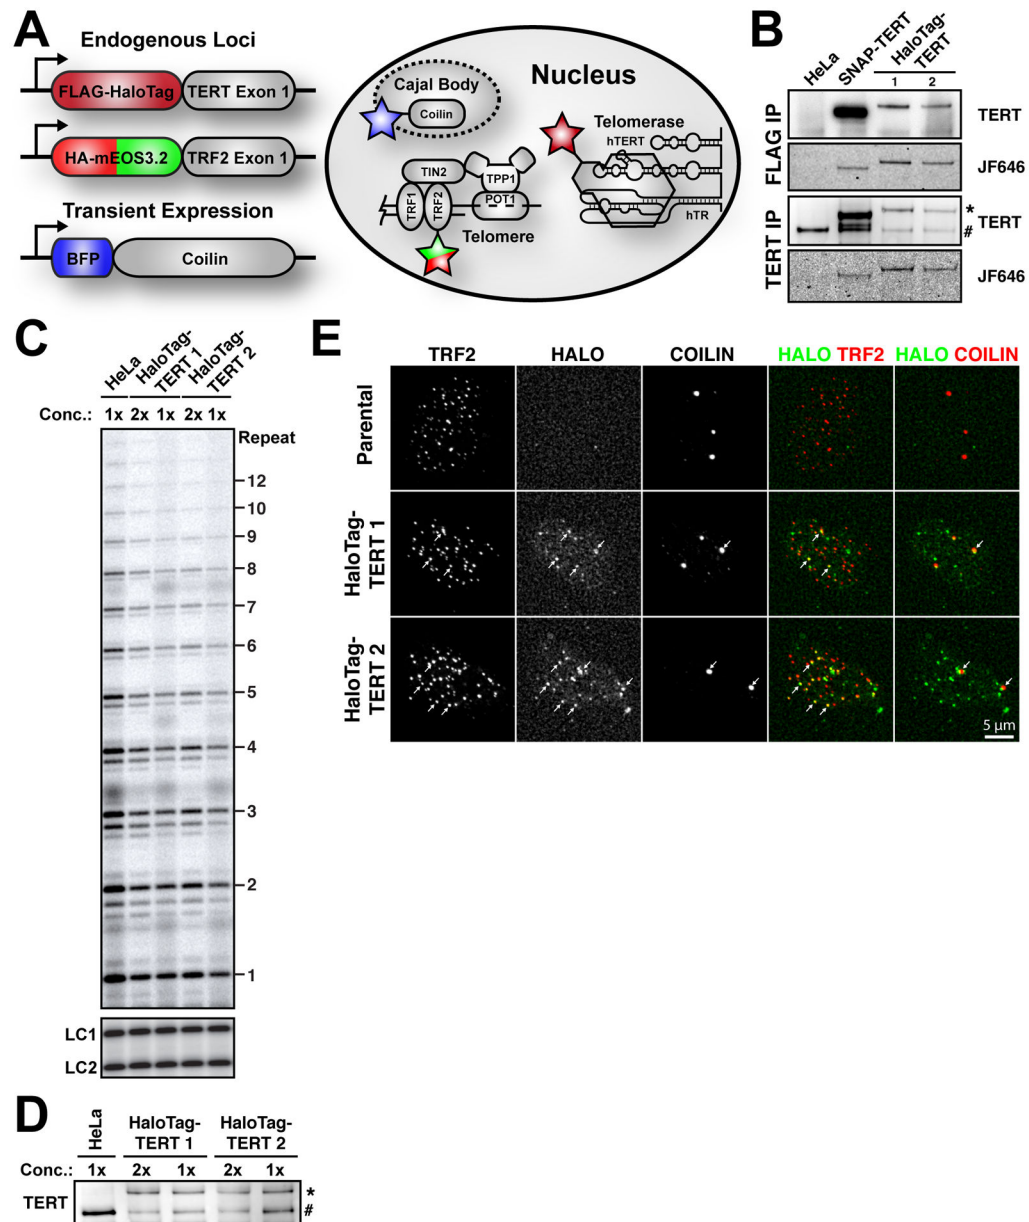 A
Endogenous Loci
FLAG-HaloTag TERT Exon 1
HA-mEOS3.2 TRF2 Exon 1
Transient Expression
BFP Coilin
Nucleus
Cajal Body
Coilin
Telomerase
hTERT
hTR
TIN2
TPP1
TRF1
TRF2
POT1
Telomere
B
HeLa
SNAP-TERT
HaloTag-
TERT
1 2
FLAG IP
TERT
JF646
TERT IP
*
TERT
#
JF646
C
HeLa
HaloTag-
TERT 1
HaloTag-
TERT 2
Conc.: 1x 2x 1x 2x 1x
Repeat
12
10
9
8
7
6
5
4
3
2
1
LC1
LC2
D
HeLa
HaloTag-
TERT 1
HaloTag-
TERT 2
Conc.: 1x 2x 1x 2x 1x
TERT
*
#
E
TRF2 HALO COILIN HALO TRF2 HALO COILIN
Parental
HaloTag-
TERT 1
HaloTag-
TERT 2
5 µm